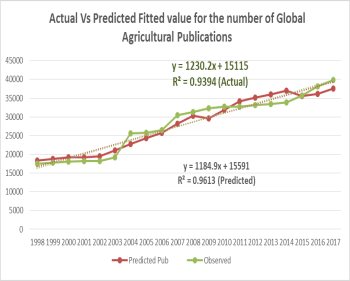 Actual Vs Predicted Fitted value for the number of Global
Agricultural Publications
45000
40000
35000
30000
25000
20000
15000
10000
5000
0
y = 1230.2x + 15115
R² = 0.9394 (Actual)
y = 1184.9x + 15591
R² = 0.9613 (Predicted)
1998 1999 2000 2001 2002 2003 2004 2005 2006 2007 2008 2009 2010 2011 2012 2013 2014 2015 2016 2017
Predicted Pub Observed